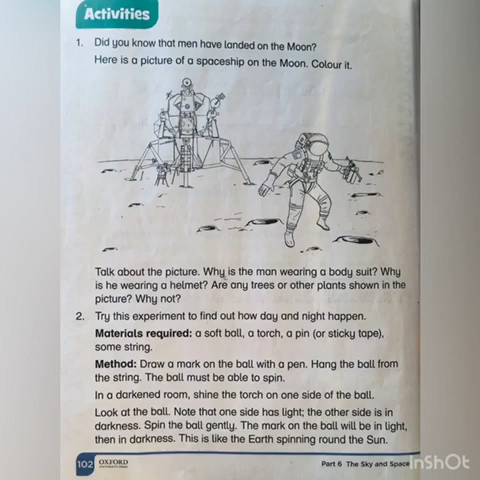 Activities
1. Did you know that men have landed on the Moon?
Here is a picture of a spaceship on the Moon. Colour it.
Talk about the picture. Why is the man wearing a body suit? Why
is he wearing a helmet? Are any trees or other plants shown in the
picture? Why not?
2. Try this experiment to find out how day and night happen.
Materials required: a soft ball, a torch, a pin (or sticky tape),
some string.
Method: Draw a mark on the ball with a pen. Hang the ball from
the string. The ball must be able to spin.
In a darkened room, shine the torch on one side of the ball.
Look at the ball. Note that one side has light; the other side is in
darkness. Spin the ball gently. The mark on the ball will be in light,
then in darkness. This is like the Earth spinning round the Sun.
102 OXFORD
UNIVERSITY PRESS
Part 6 The Sky and Space
InShOt